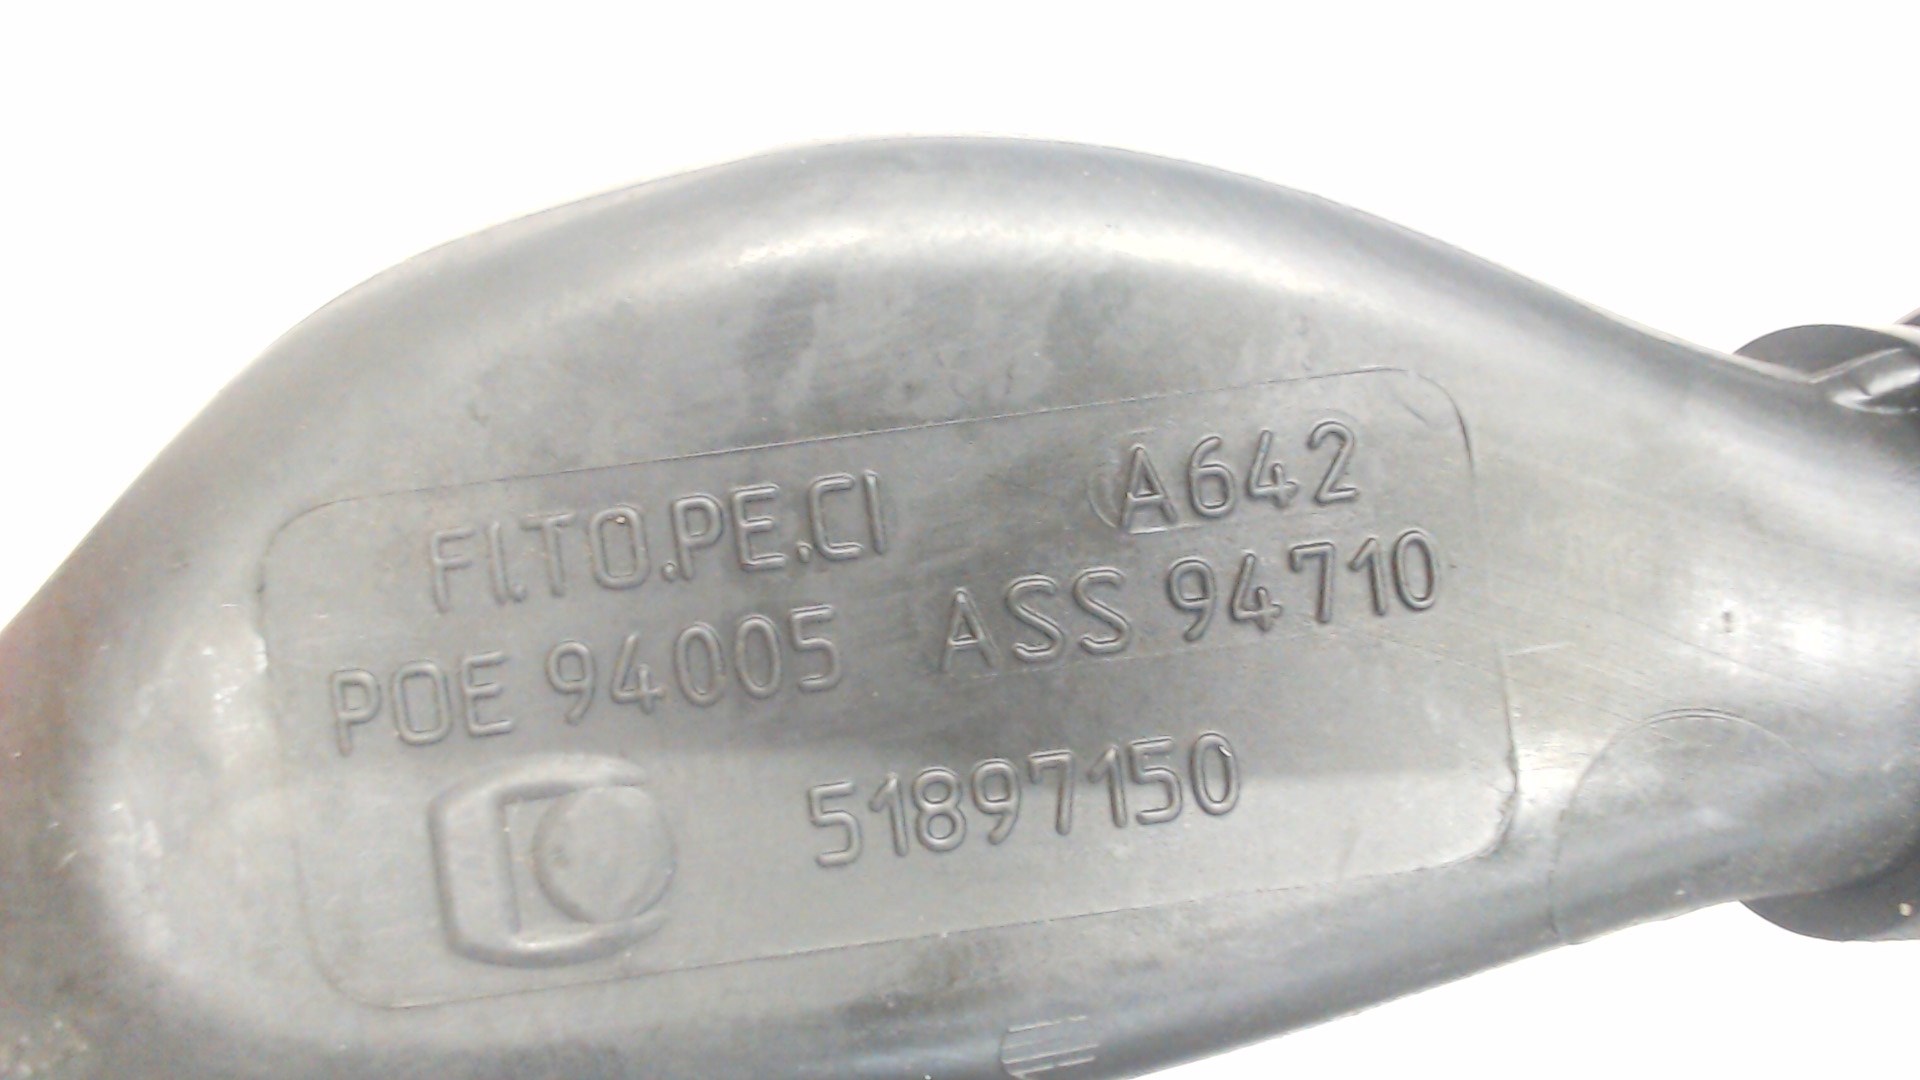 FI.TO.PE.CI A642
POE 94005 ASS 94710
51897150